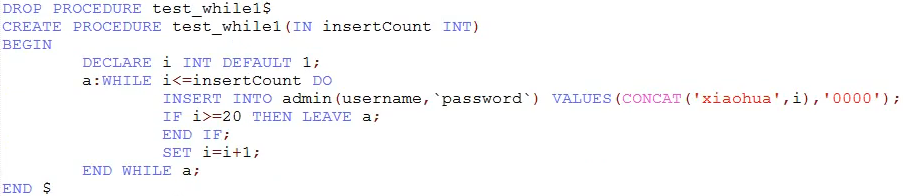 DROP PROCEDURE test_while1$
CREATE PROCEDURE test_while1(IN insertCount INT)
BEGIN
	DECLARE i INT DEFAULT 1;
	a:WHILE i<=insertCount DO
		INSERT INTO admin(username,`password`) VALUES(CONCAT('xiaohua',i),'0000');
		IF i>=20 THEN LEAVE a;
		END IF;
		SET i=i+1;
	END WHILE a;
END $